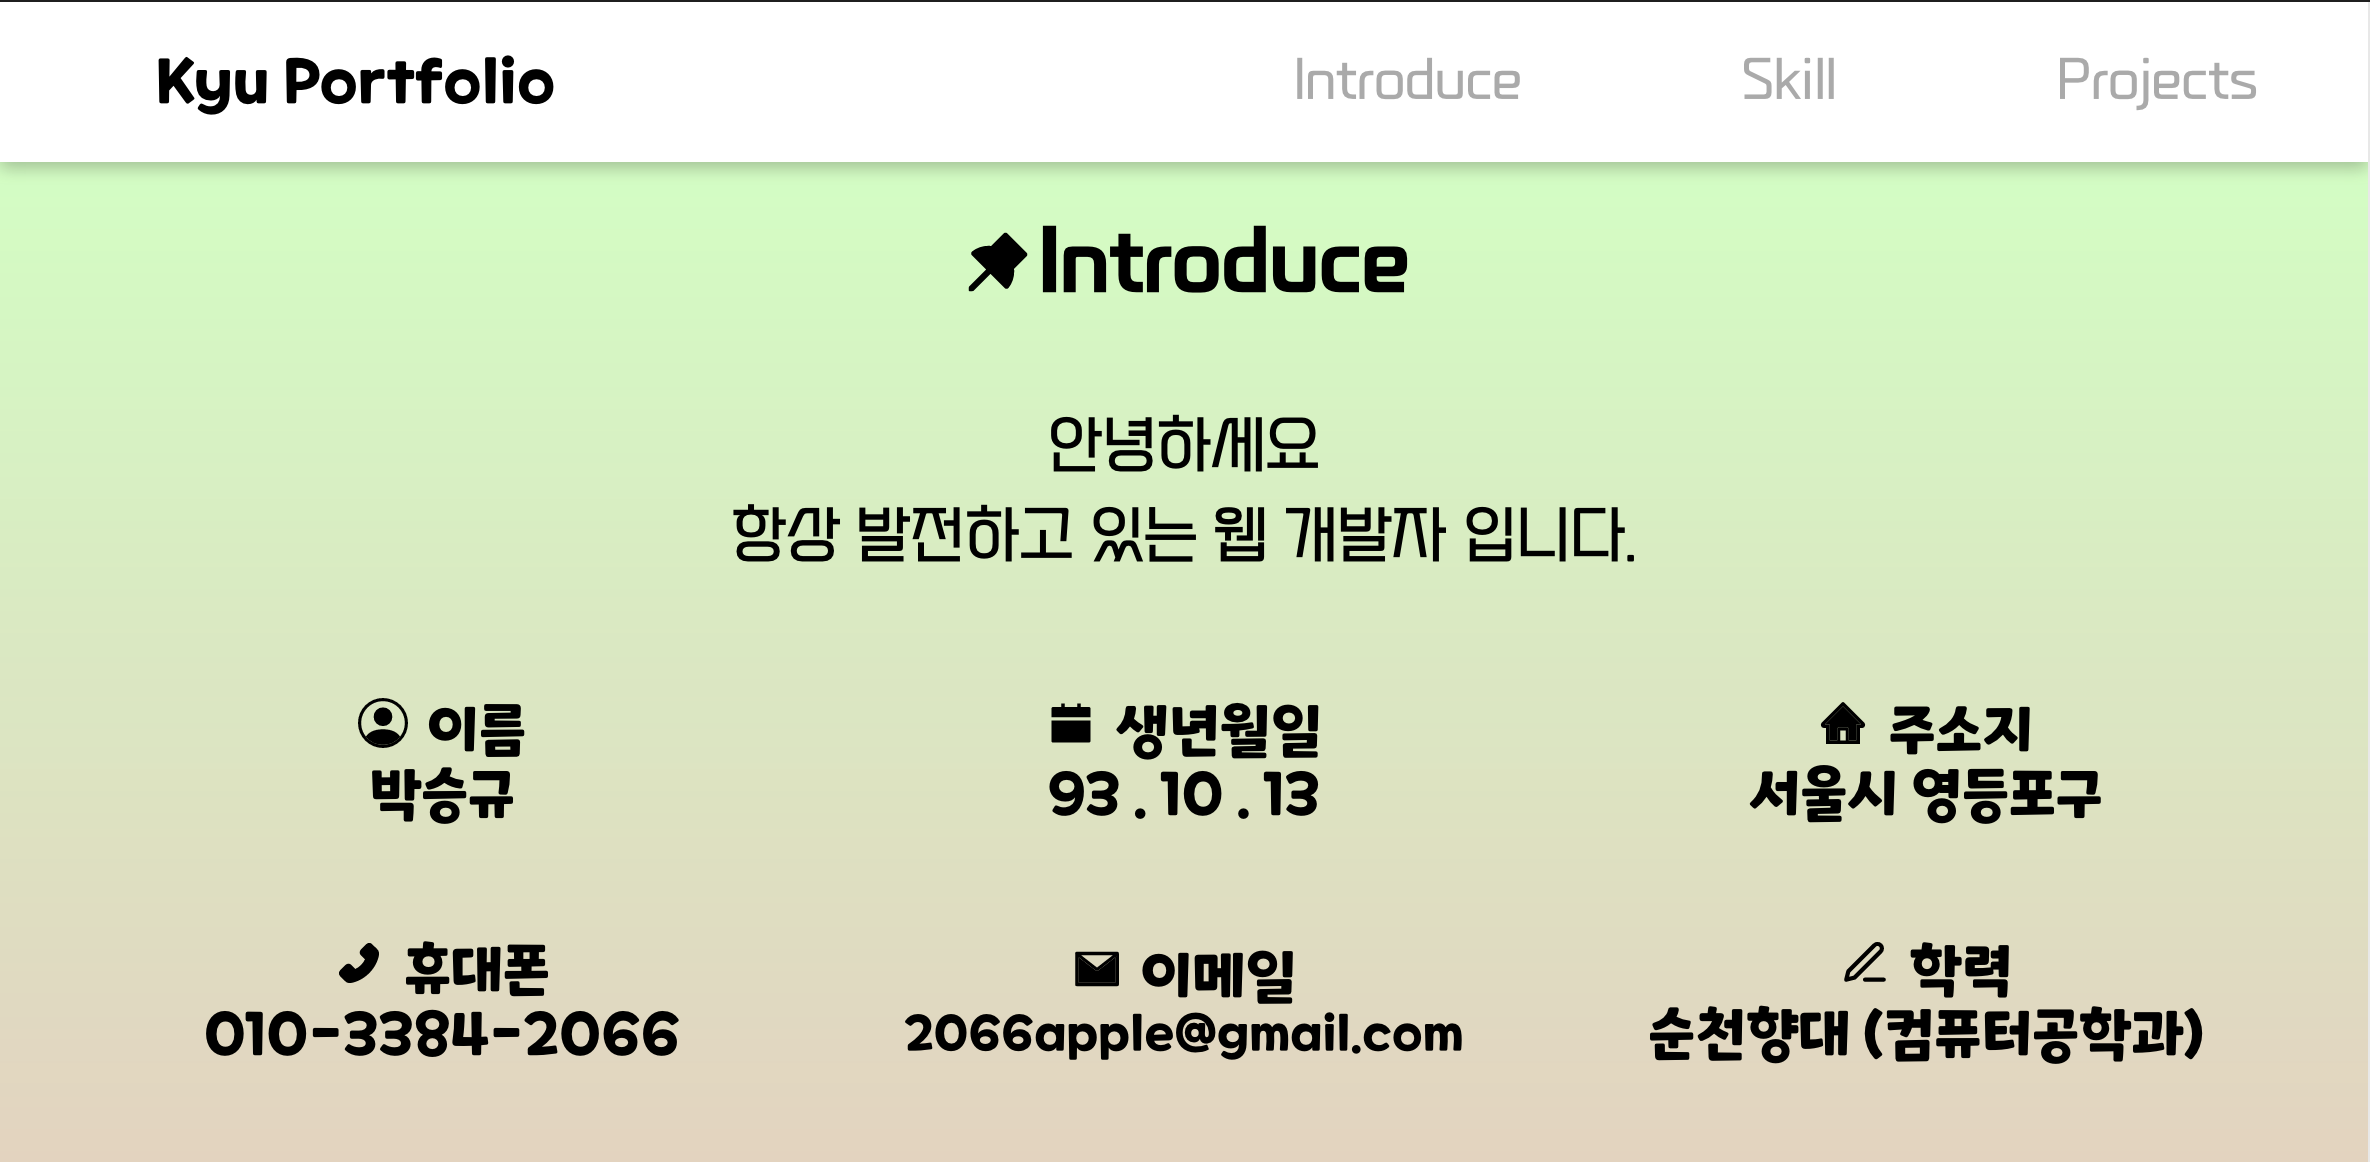 Kyu Portfolio
Introduce
Skill
Projects
Introduce
안녕하세요
항상 발전하고 있는 웹 개발자 입니다.
이름
박승규
생년월일
93 . 10 . 13
주소지
서울시 영등포구
휴대폰
010-3384-2066
이메일
2066apple@gmail.com
학력
순천향대 (컴퓨터공학과)